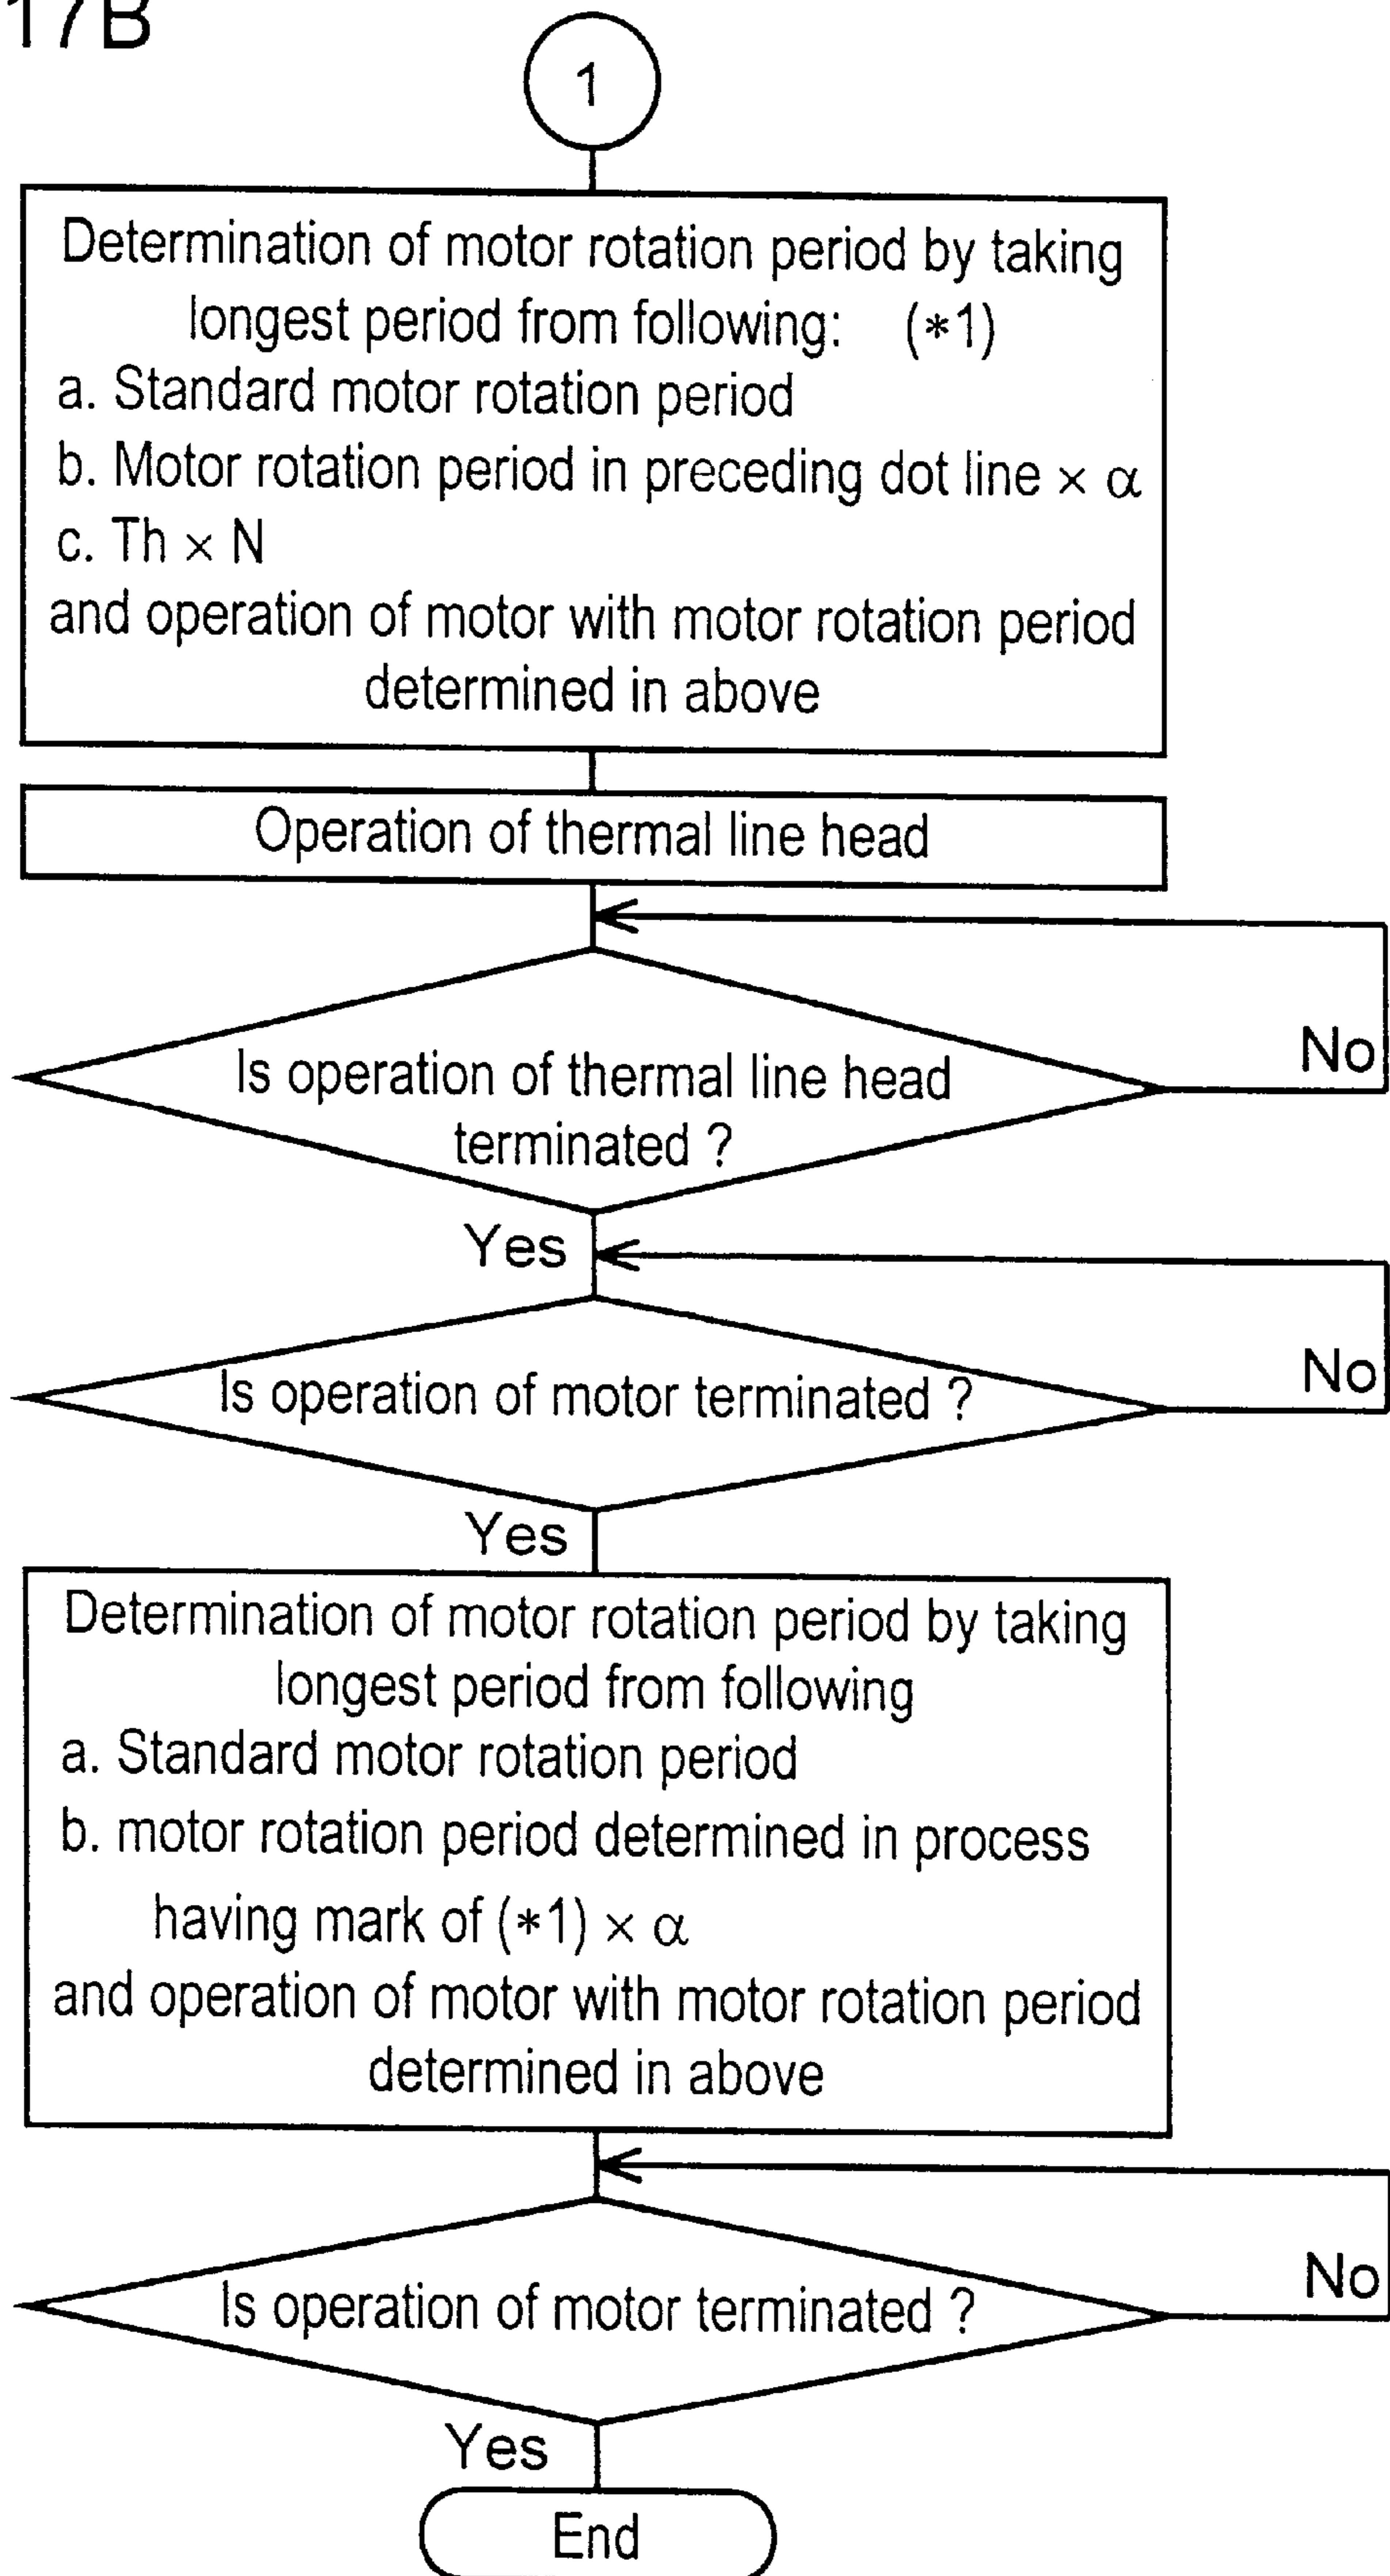 17B
1
Determination of motor rotation period by taking
longest period from following: (*1)
a. Standard motor rotation period
b. Motor rotation period in preceding dot line × α
c. Th × N
and operation of motor with motor rotation period
determined in above
Operation of thermal line head
No
Is operation of thermal line head
terminated ?
Yes
No
Is operation of motor terminated ?
Yes
Determination of motor rotation period by taking
longest period from following
a. Standard motor rotation period
b. motor rotation period determined in process
having mark of (*1) × α
and operation of motor with motor rotation period
determined in above
No
Is operation of motor terminated ?
Yes
End